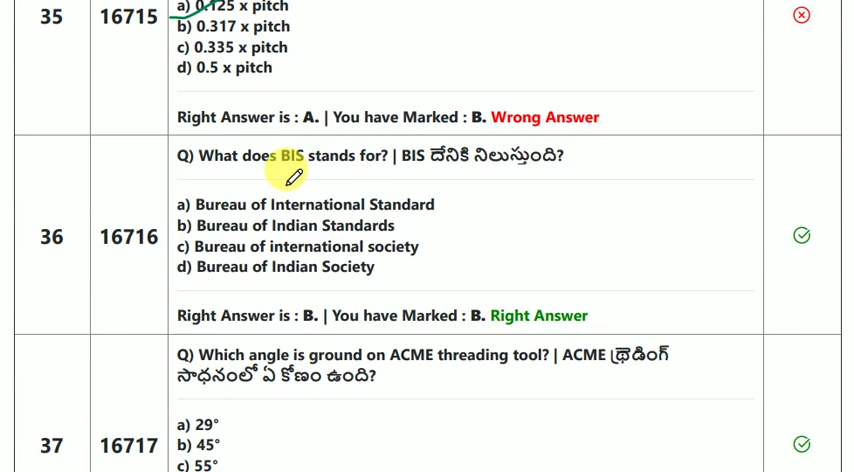 35
16715
a) 0.125 x pitch
b) 0.317 x pitch
c) 0.335 x pitch
d) 0.5 x pitch
Right Answer is : A. | You have Marked : B. Wrong Answer
36
16716
Q) What does BIS stands for? | BIS దేనికి నిలుస్తుంది?
a) Bureau of International Standard
b) Bureau of Indian Standards
c) Bureau of international society
d) Bureau of Indian Society
Right Answer is : B. | You have Marked : B. Right Answer
37
16717
Q) Which angle is ground on ACME threading tool? | ACME థ్రెడింగ్
సాధనంలో ఏ కోణం ఉంది?
a) 29°
b) 45°
c) 55°